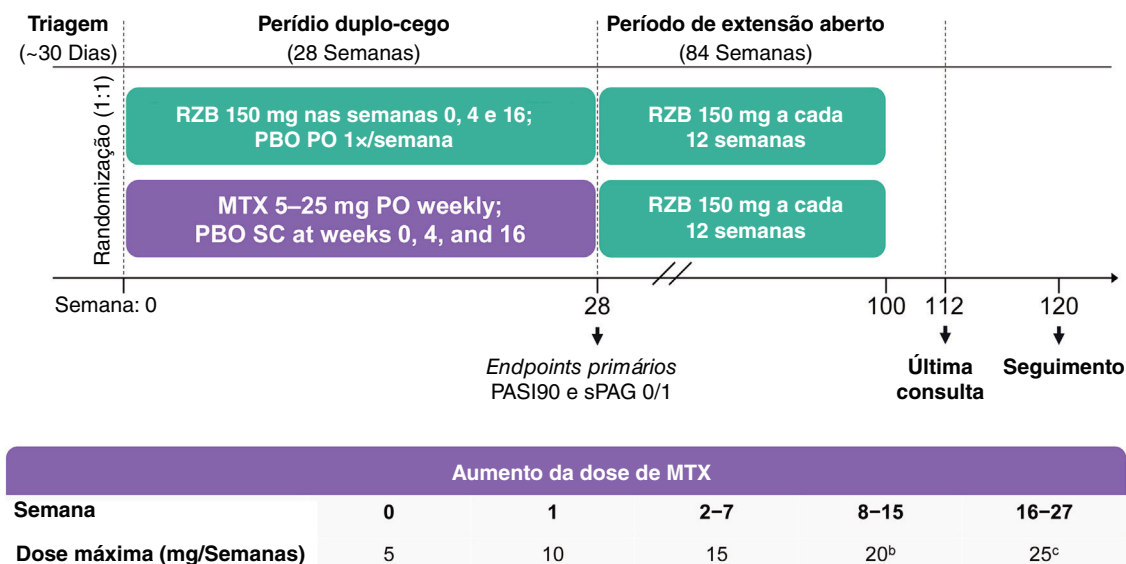 Triagem
(~30 Dias)
Perídio duplo-cego
(28 Semanas)
Período de extensão aberto
(84 Semanas)
Randomização (1:1)
RZB 150 mg nas semanas 0, 4 e 16;
PBO PO 1×/semana
RZB 150 mg a cada
12 semanas
MTX 5–25 mg PO weekly;
PBO SC at weeks 0, 4, and 16
RZB 150 mg a cada
12 semanas
Semana: 0
28
100
112
120
Endpoints primários
PASI90 e sPAG 0/1
Última
consulta
Seguimento
Aumento da dose de MTX
Semana 0 1 2–7 8–15 16–27
Dose máxima (mg/Semanas) 5 10 15 20ᵇ 25ᶜ